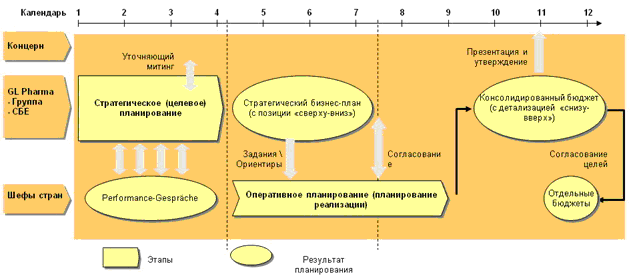 Календарь
1 2 3 4 5 6 7 8 9 10 11 12
Концерн
Уточняющий
митинг
Презентация и
утверждение
GL Pharma
- Группа
- СБЕ
Стратегическое (целевое)
планирование
Стратегический бизнес-план
(с позиции «сверху-вниз»)
Консолидированный бюджет
(с детализацией «снизу-
вверх»)
Задания \
Ориентиры
Согласовани
е
Согласование
целей
Шефы стран
Performance-Gespräche
Оперативное планирование (планирование
реализации)
Отдельные
бюджеты
Этапы
Результат
планирования